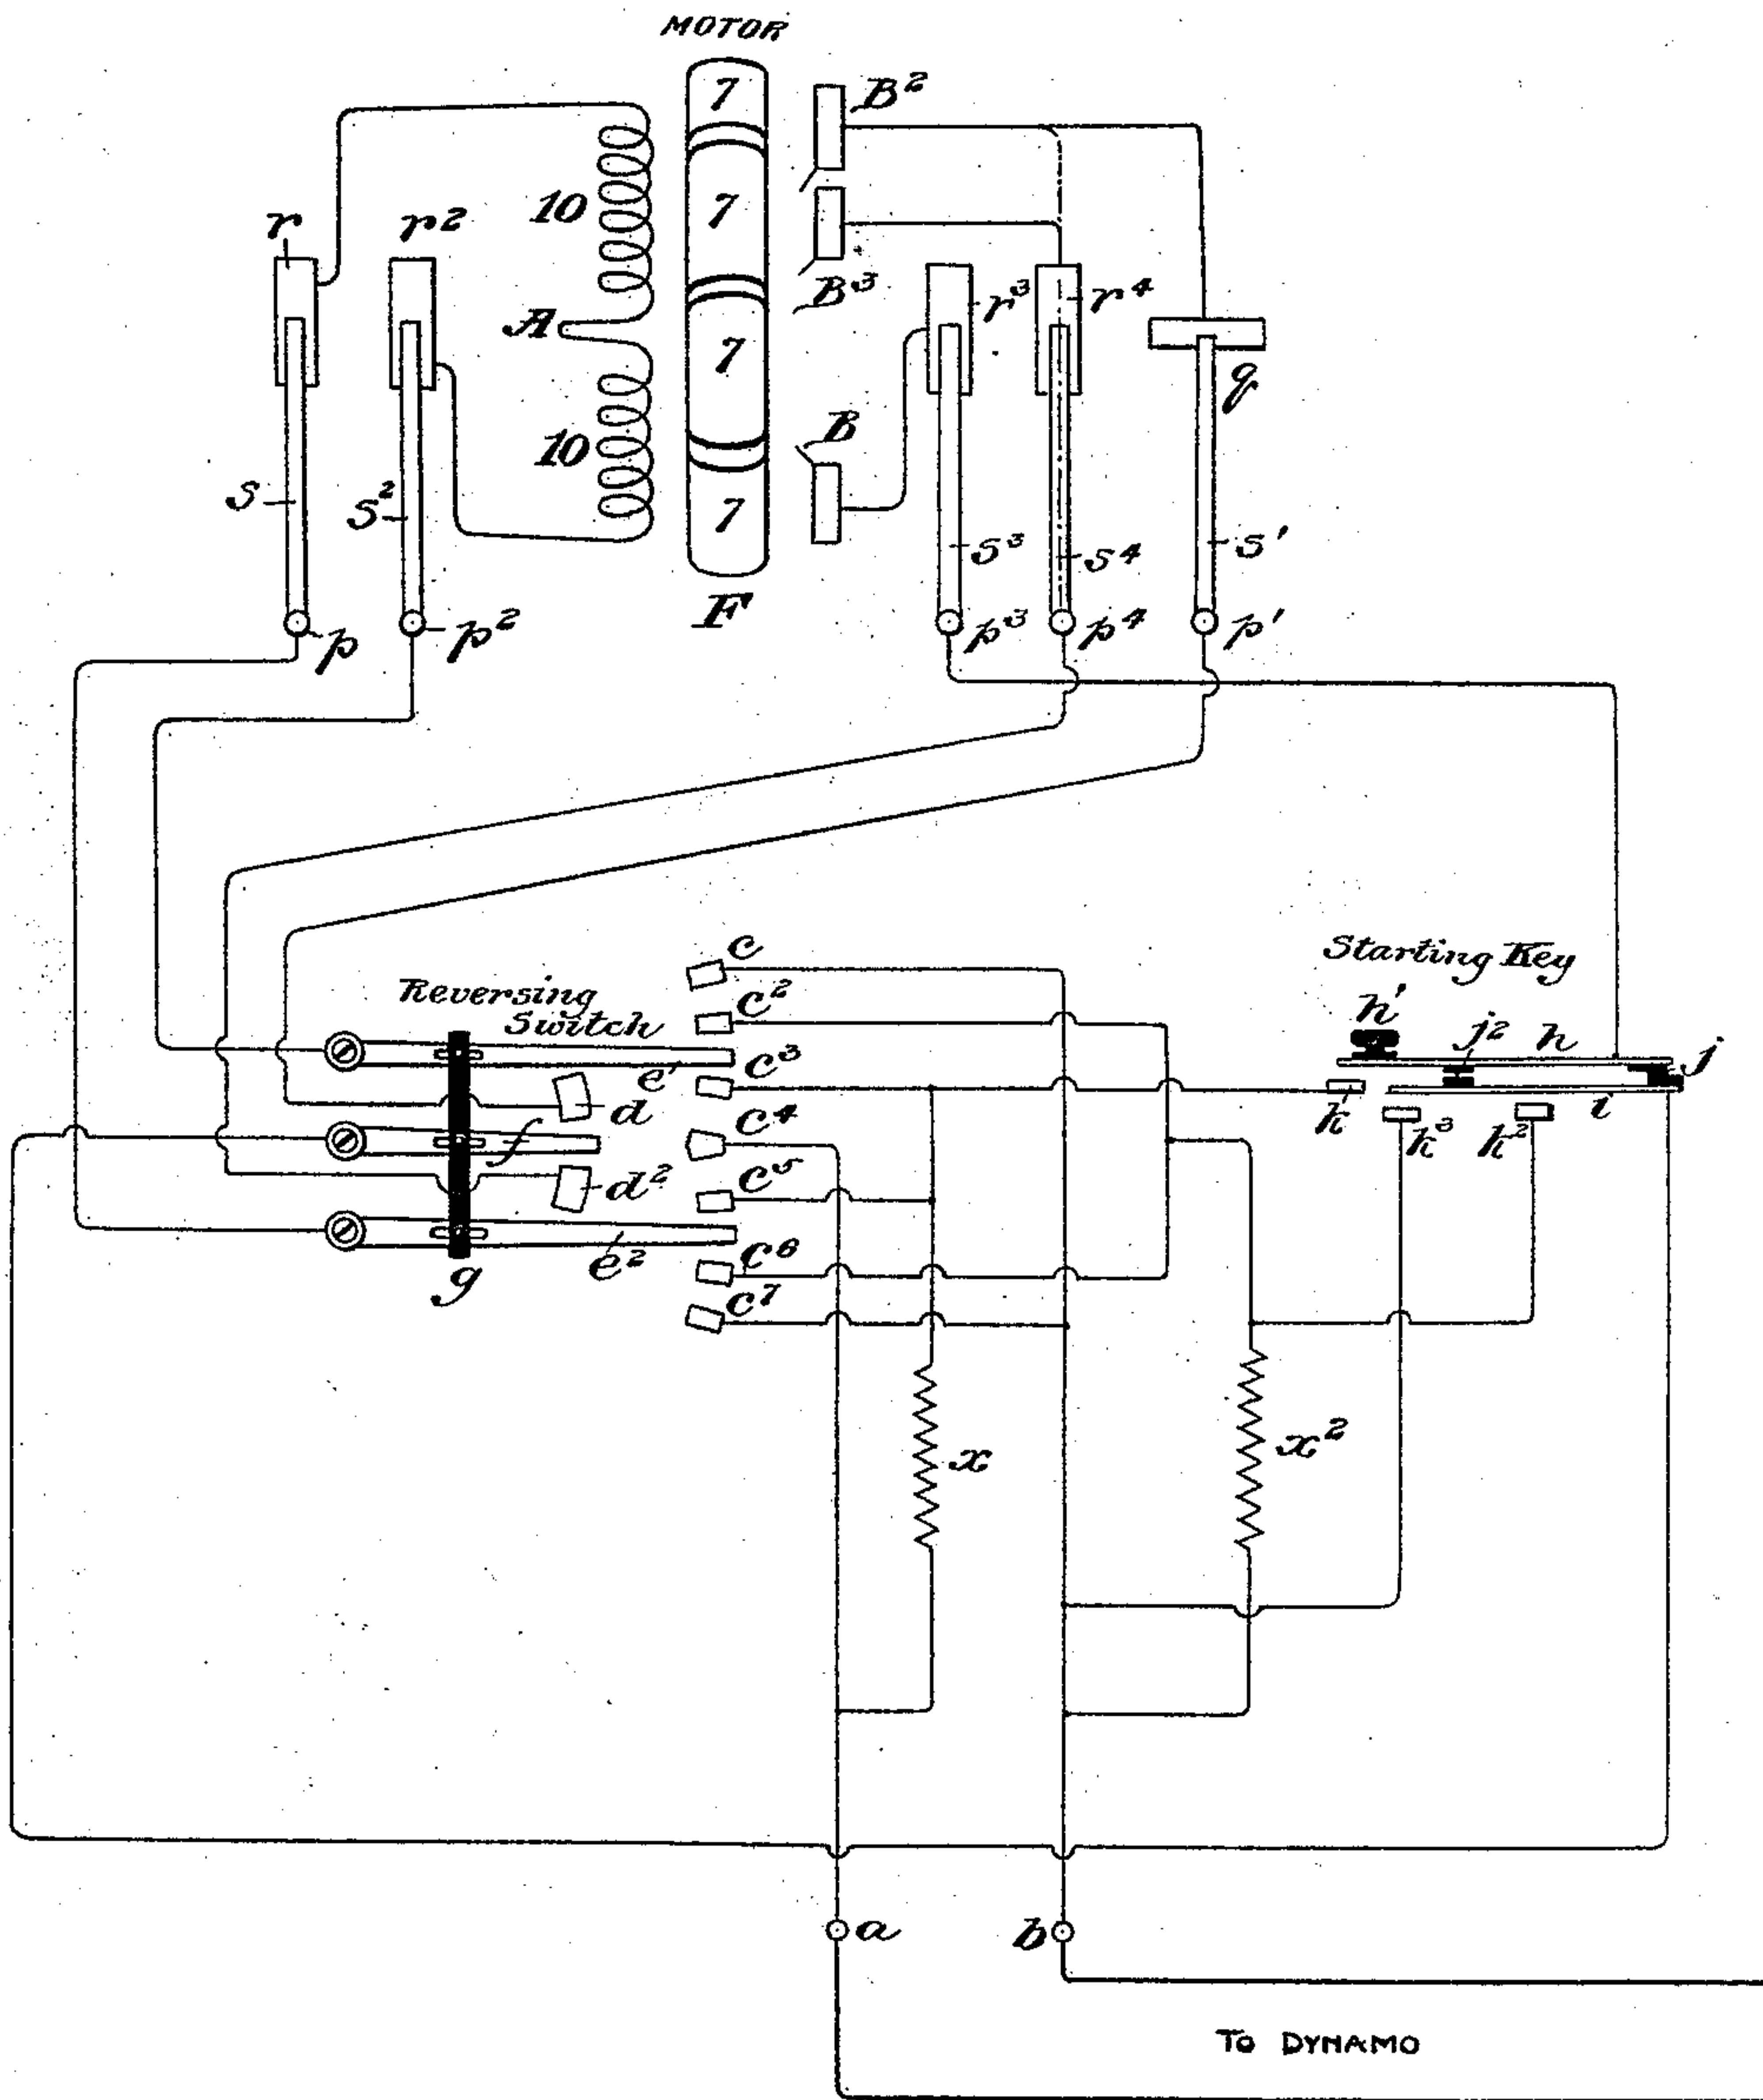 MOTOR
7
B²
10
7
r
r²
B³
r³
r⁴
A
7
q
B
10
s
s²
7
s³
s⁴
s'
F
p
p²
p³
p⁴
p'
c
Starting Key
Reversing
Switch
c²
h'
j²
h
j
e'
c³
d
k
i
c⁴
k³
k²
f
c⁵
d²
e²
c⁶
g
c⁷
x
x²
a
b
TO DYNAMO